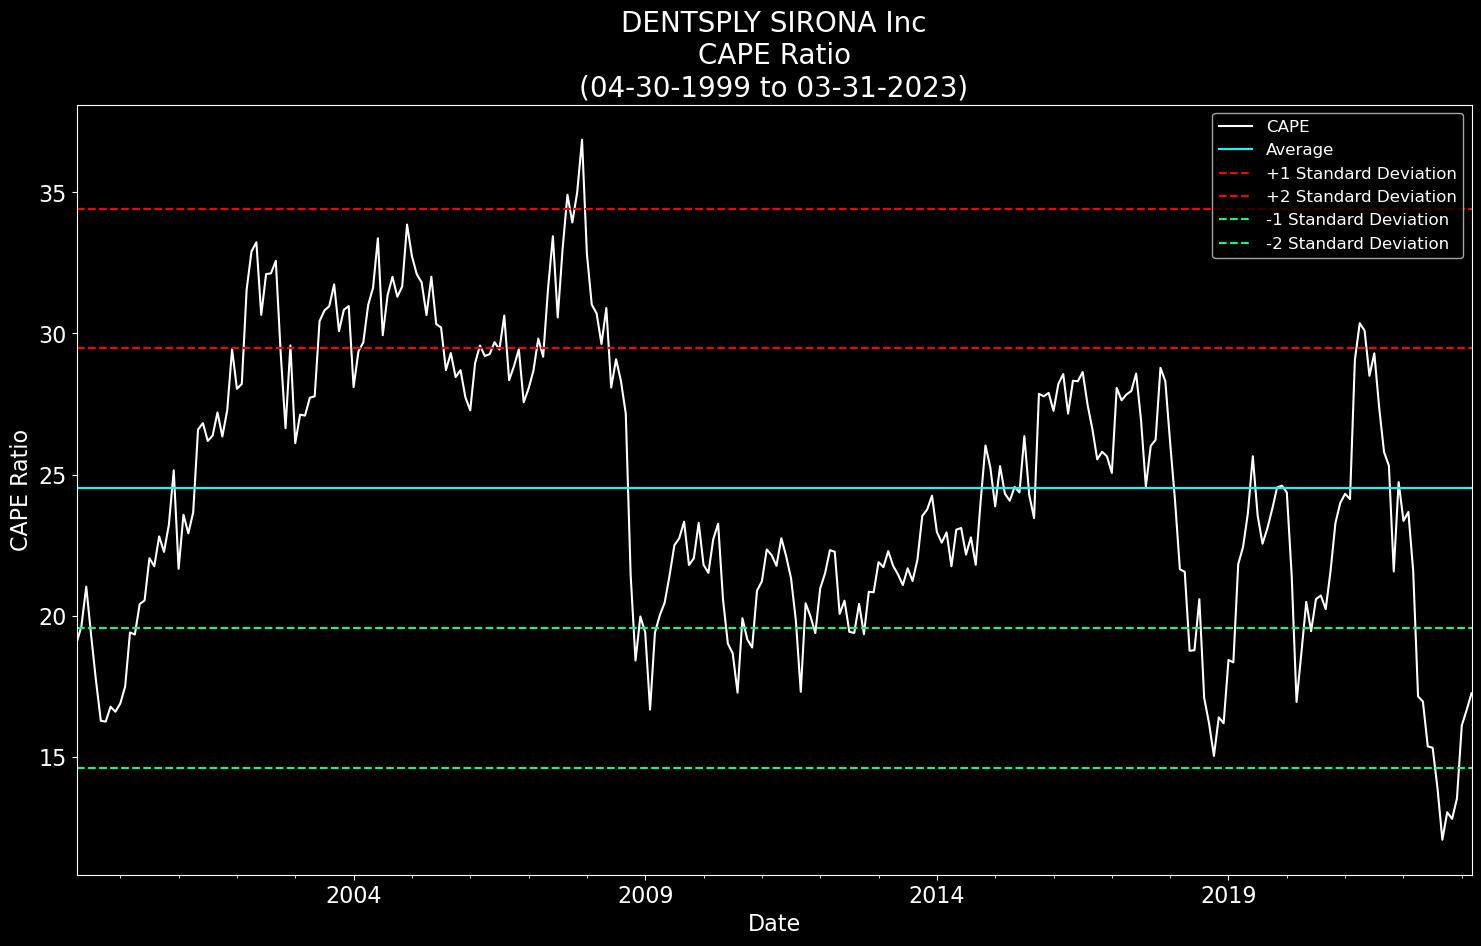 DENTSPLY SIRONA Inc
CAPE Ratio
(04-30-1999 to 03-31-2023)
CAPE
Average
+1 Standard Deviation
+2 Standard Deviation
-1 Standard Deviation
-2 Standard Deviation
CAPE Ratio
35
30
25
20
15
2004
2009
2014
2019
Date